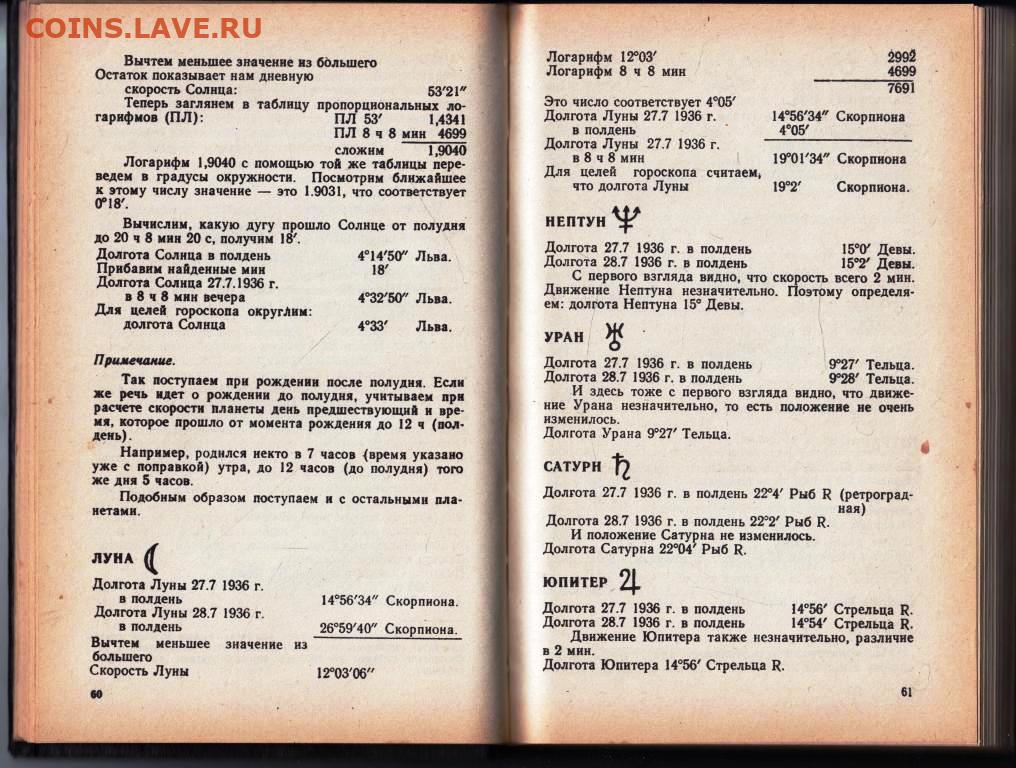 COINS.LAVE.RU
Вычтем меньшее значение из большего
Остаток показывает нам дневную
скорость Солнца: 53′21″
Теперь заглянем в таблицу пропорциональных ло-
гарифмов (ПЛ): ПЛ 53′ 1,4341
ПЛ 8 ч 8 мин 4699
сложим 1,9040
Логарифм 1,9040 с помощью той же таблицы пере-
ведем в градусы окружности. Посмотрим ближайшее
к этому числу значение — это 1.9031, что соответствует
0°18′.
Вычислим, какую дугу прошло Солнце от полудня
до 20 ч 8 мин 20 с, получим 18′.
Долгота Солнца в полдень 4°14′50″ Льва.
Прибавим найденные мин 18′
Долгота Солнца 27.7.1936 г.
в 8 ч 8 мин вечера 4°32′50″ Льва.
Для целей гороскопа округлим:
долгота Солнца 4°33′ Льва.
Примечание.
Так поступаем при рождении после полудня. Если
же речь идет о рождении до полудня, учитываем при
расчете скорости планеты день предшествующий и вре-
мя, которое прошло от момента рождения до 12 ч (пол-
день).
Например, родился некто в 7 часов (время указано
уже с поправкой) утра, до 12 часов (до полудня) того
же дня 5 часов.
Подобным образом поступаем и с остальными пла-
нетами.
ЛУНА ☾
Долгота Луны 27.7 1936 г.
в полдень 14°56′34″ Скорпиона.
Долгота Луны 28.7 1936 г.
в полдень 26°59′40″ Скорпиона.
Вычтем меньшее значение из
большего
Скорость Луны 12°03′06″
60
Логарифм 12°03′ 2992
Логарифм 8 ч 8 мин 4699
7691
Это число соответствует 4°05′
Долгота Луны 27.7 1936 г. 14°56′34″ Скорпиона
в полдень 4°05′
Долгота Луны 27.7 1936 г.
в 8 ч 8 мин 19°01′34″ Скорпиона
Для целей гороскопа считаем,
что долгота Луны 19°2′ Скорпиона.
НЕПТУН ♆
Долгота 27.7 1936 г. в полдень 15°0′ Девы.
Долгота 28.7 1936 г. в полдень 15°2′ Девы.
С первого взгляда видно, что скорость всего 2 мин.
Движение Нептуна незначительно. Поэтому определя-
ем: долгота Нептуна 15° Девы.
УРАН ♅
Долгота 27.7 1936 г. в полдень 9°27′ Тельца.
Долгота 28.7 1936 г. в полдень 9°28′ Тельца.
И здесь тоже с первого взгляда видно, что движе-
ние Урана незначительно, то есть положение не очень
изменилось.
Долгота Урана 9°27′ Тельца.
САТУРН ♄
Долгота 27.7 1936 г. в полдень 22°4′ Рыб R (ретроград-
ная)
Долгота 28.7 1936 г. в полдень 22°2′ Рыб R.
И положение Сатурна не изменилось.
Долгота Сатурна 22°04′ Рыб R.
ЮПИТЕР ♃
Долгота 27.7 1936 г. в полдень 14°56′ Стрельца R.
Долгота 28.7 1936 г. в полдень 14°54′ Стрельца R.
Движение Юпитера также незначительно, различие
в 2 мин.
Долгота Юпитера 14°56′ Стрельца R.
61